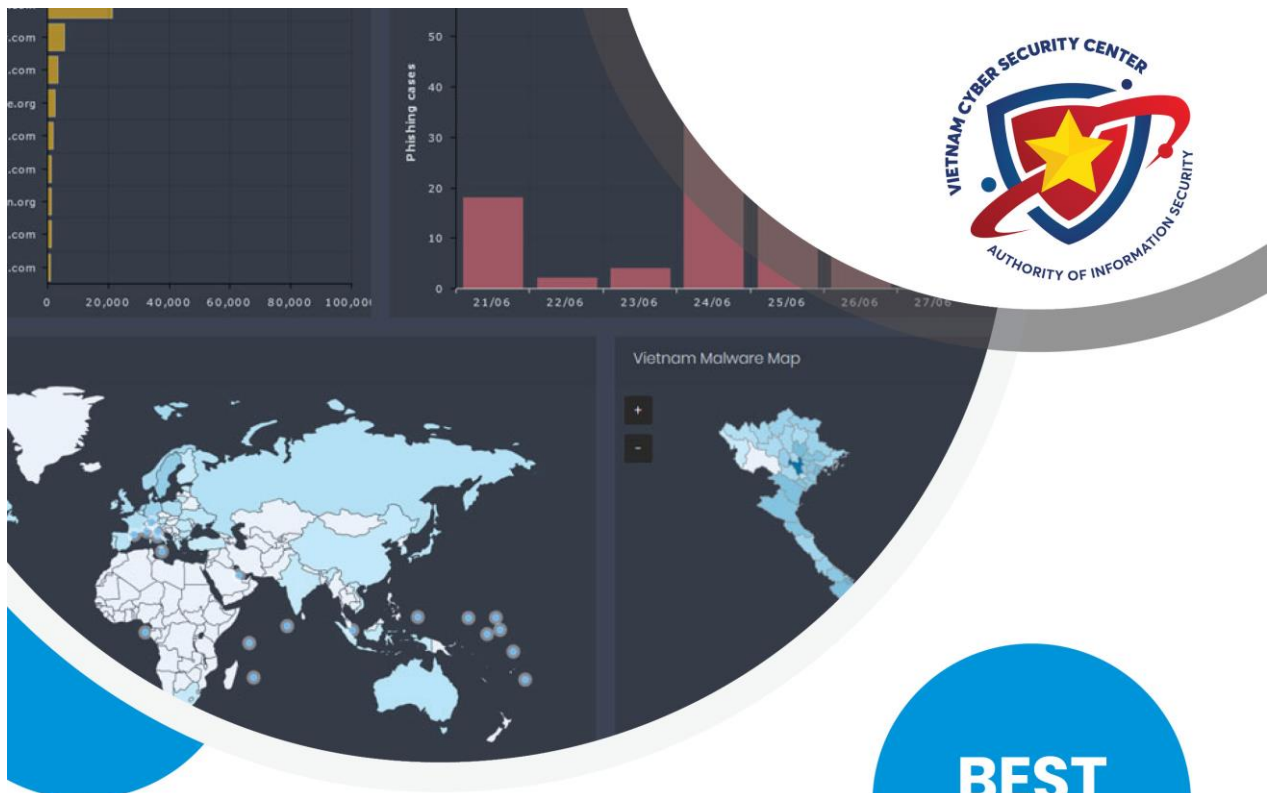 .com
.com
e.org
.com
.com
n.org
.com
.com
0 20,000 40,000 60,000 80,000
Phishing cases
50
40
30
20
10
0
21/06 22/06 23/06 24/06 25/06 26/06 27/06
VIETNAM CYBER SECURITY CENTER
AUTHORITY OF INFORMATION SECURITY
Vietnam Malware Map
+
-
BEST